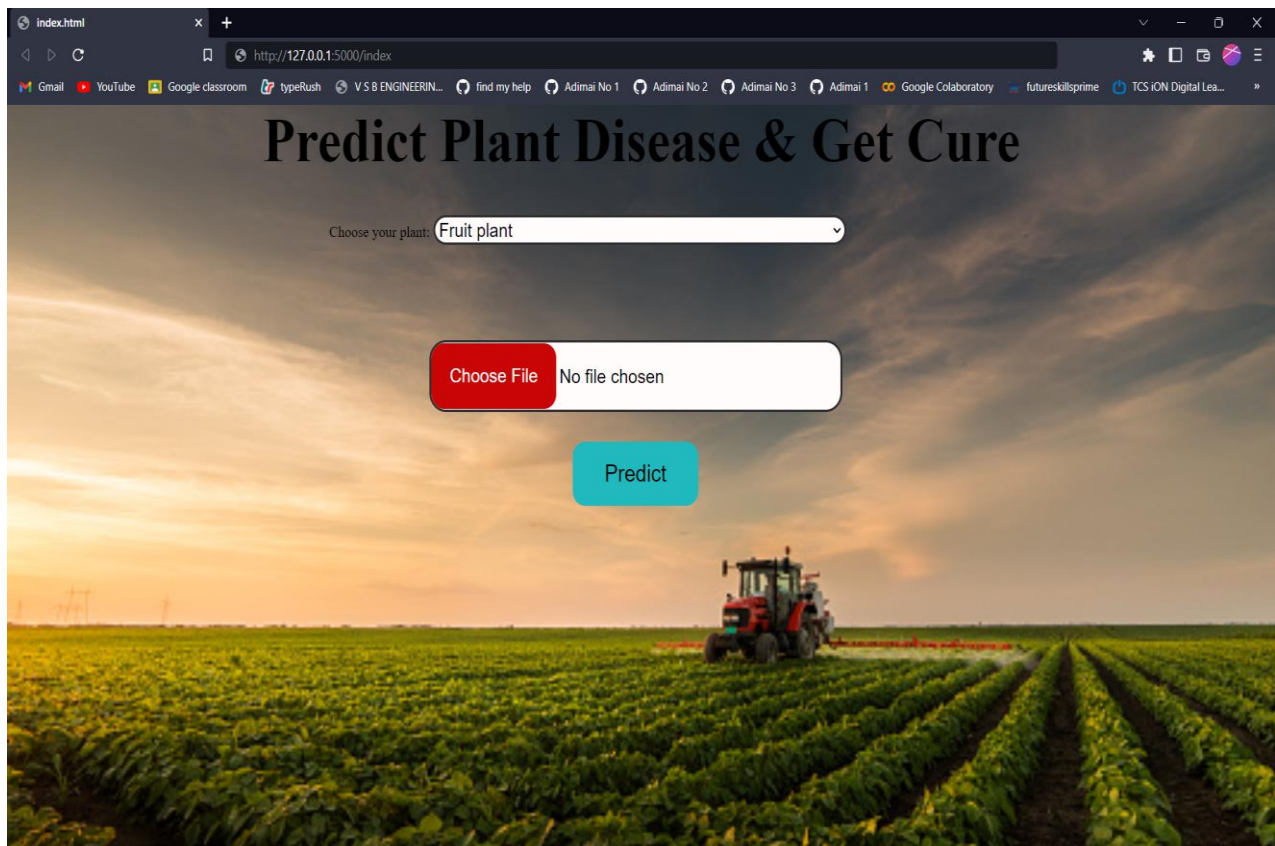 index.html
http://127.0.0.1:5000/index
Gmail YouTube Google classroom typeRush V S B ENGINEERIN... find my help Adimai No 1 Adimai No 2 Adimai No 3 Adimai 1 Google Colaboratory futureskillsprime TCS iON Digital Lea... »
Predict Plant Disease & Get Cure
Choose your plant: Fruit plant
Choose File No file chosen
Predict